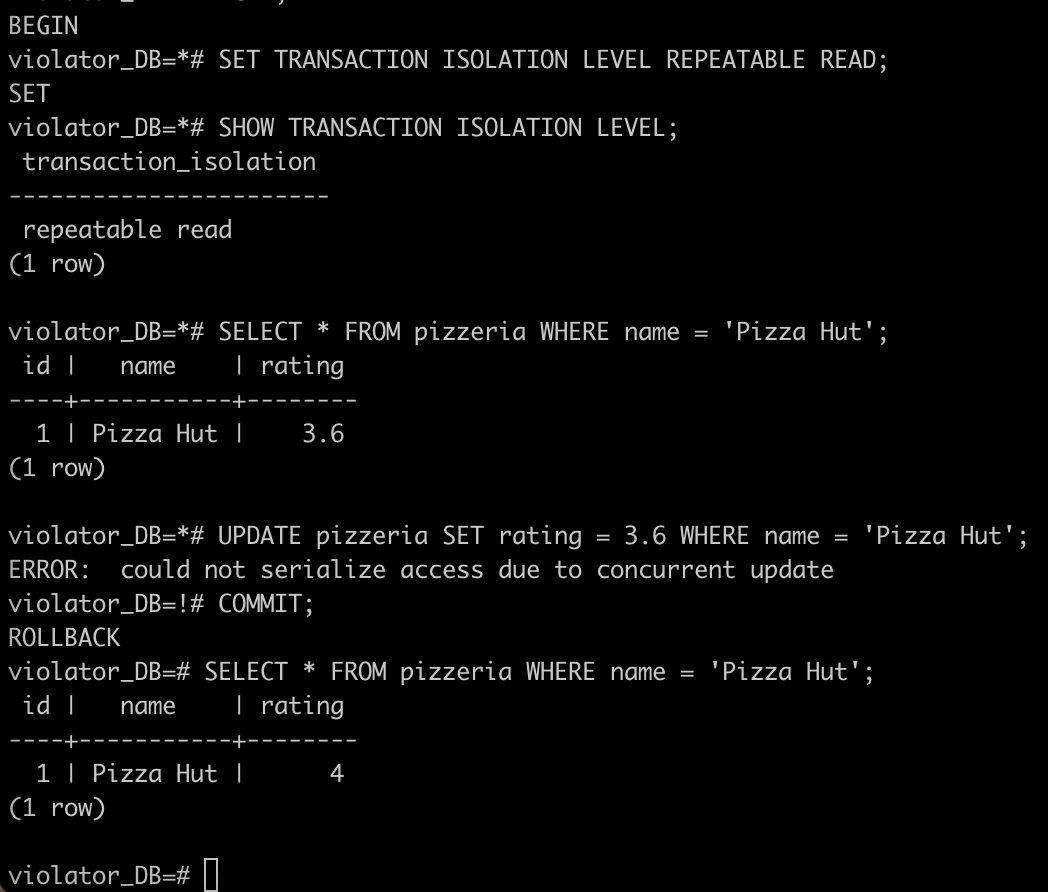 BEGIN
violator_DB=*# SET TRANSACTION ISOLATION LEVEL REPEATABLE READ;
SET
violator_DB=*# SHOW TRANSACTION ISOLATION LEVEL;
 transaction_isolation
-----------------------
 repeatable read
(1 row)

violator_DB=*# SELECT * FROM pizzeria WHERE name = 'Pizza Hut';
 id |   name    | rating
----+-----------+--------
  1 | Pizza Hut |    3.6
(1 row)

violator_DB=*# UPDATE pizzeria SET rating = 3.6 WHERE name = 'Pizza Hut';
ERROR:  could not serialize access due to concurrent update
violator_DB=!# COMMIT;
ROLLBACK
violator_DB=# SELECT * FROM pizzeria WHERE name = 'Pizza Hut';
 id |   name    | rating
----+-----------+--------
  1 | Pizza Hut |      4
(1 row)

violator_DB=#